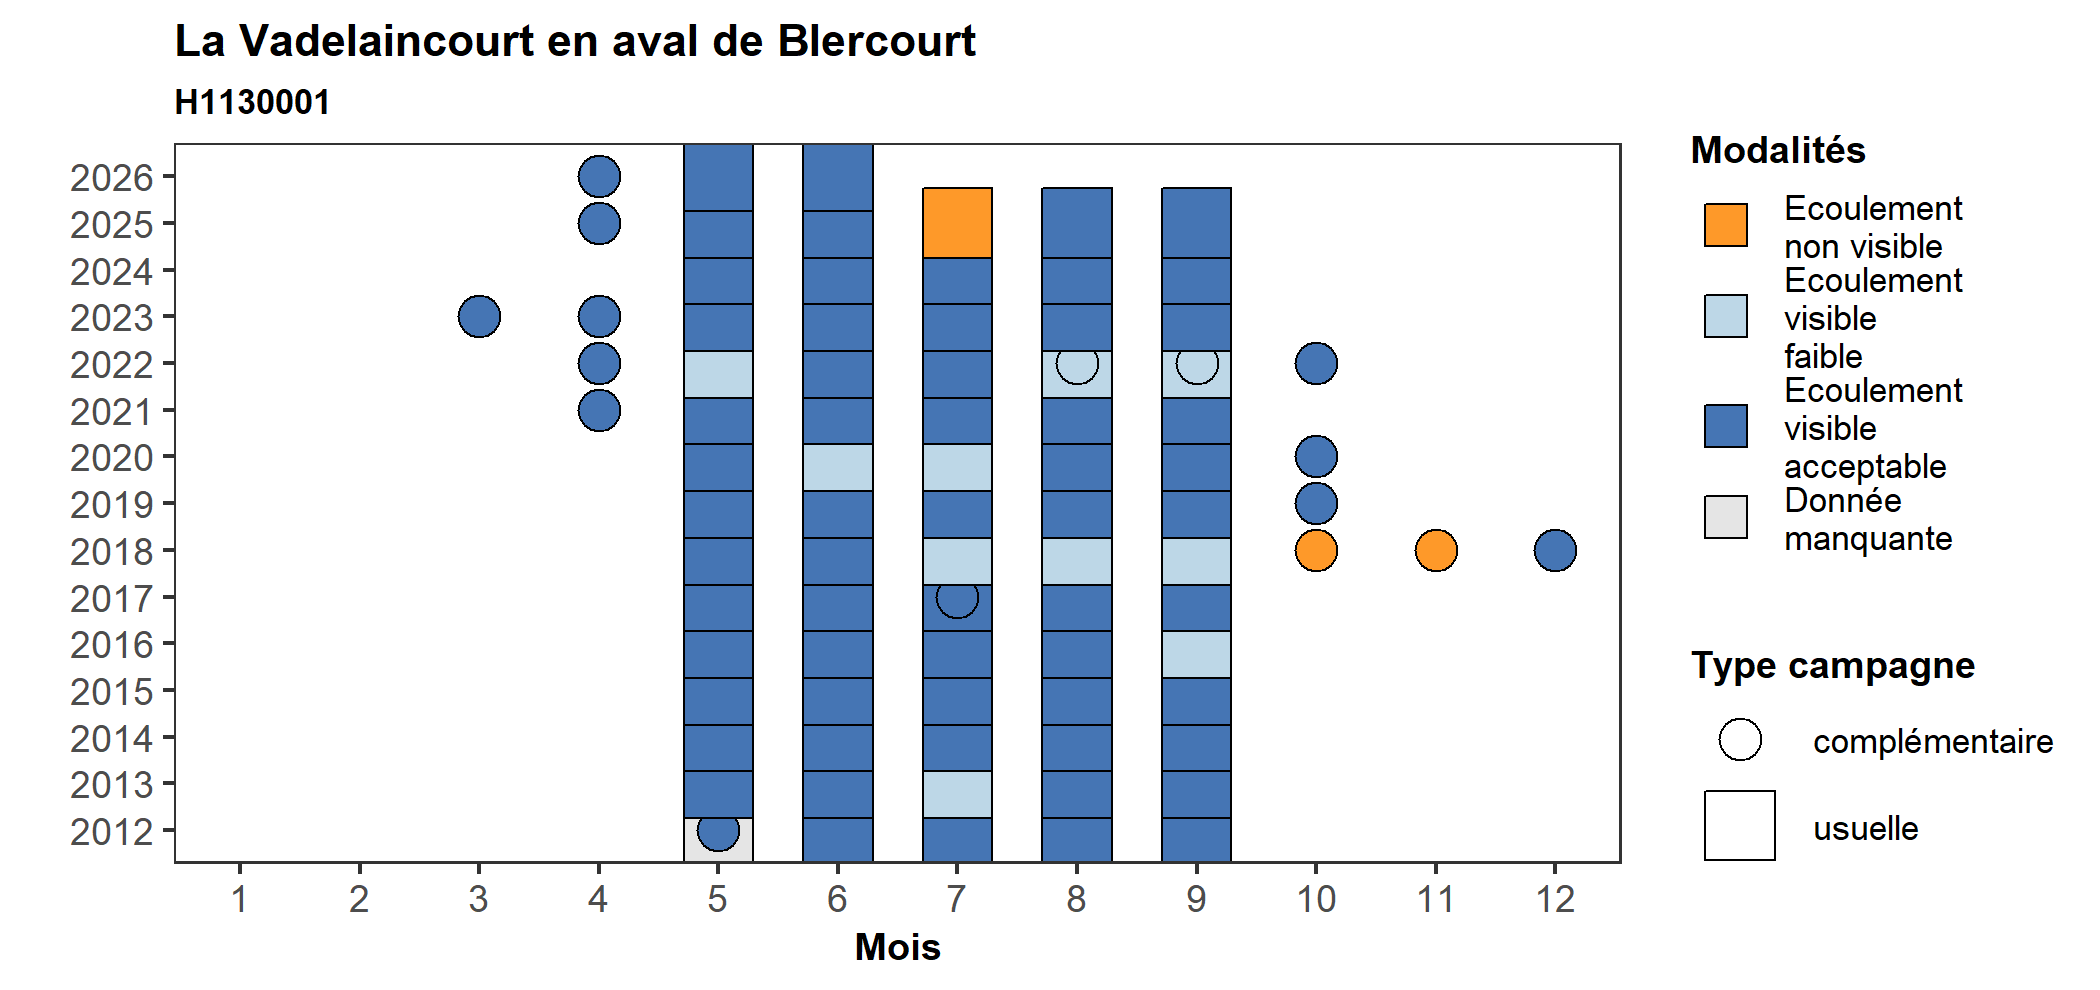 La Vadelaincourt en aval de Blercourt
H1130001
2026
2025
2024
2023
2022
2021
2020
2019
2018
2017
2016
2015
2014
2013
2012
1 2 3 4 5 6 7 8 9 10 11 12
Mois
Modalités
Ecoulement
non visible
Ecoulement
visible
faible
Ecoulement
visible
acceptable
Donnée
manquante
Type campagne
complémentaire
usuelle